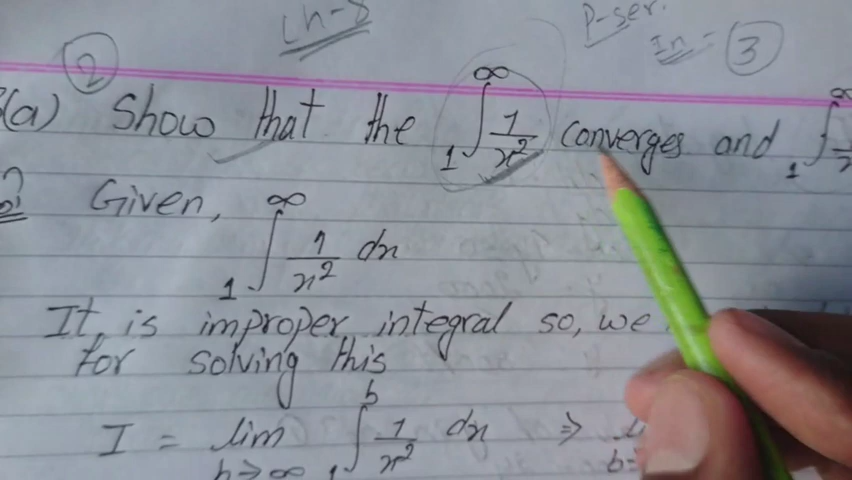 Ch-8
P-ser.
In = 3
2
(a) Show that the ∫₁^∞ 1/x² converges and ∫₁^∞
Given,
∫₁^∞ 1/x² dx
It is improper integral so, we
for solving this
I = lim b→∞ ∫₁^b 1/x² dx ⇒